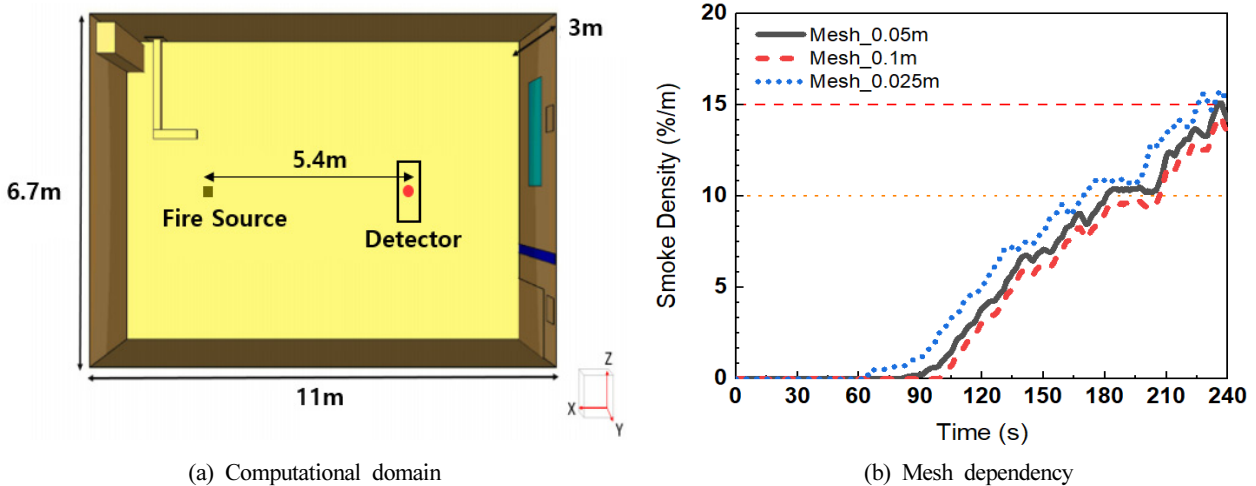 3m
5.4m
6.7m
Fire Source
Detector
11m
Z
X
Y
(a) Computational domain
20
15
10
5
0
Smoke Density (%/m)
Mesh_0.05m
Mesh_0.1m
Mesh_0.025m
0 30 60 90 120 150 180 210 240
Time (s)
(b) Mesh dependency